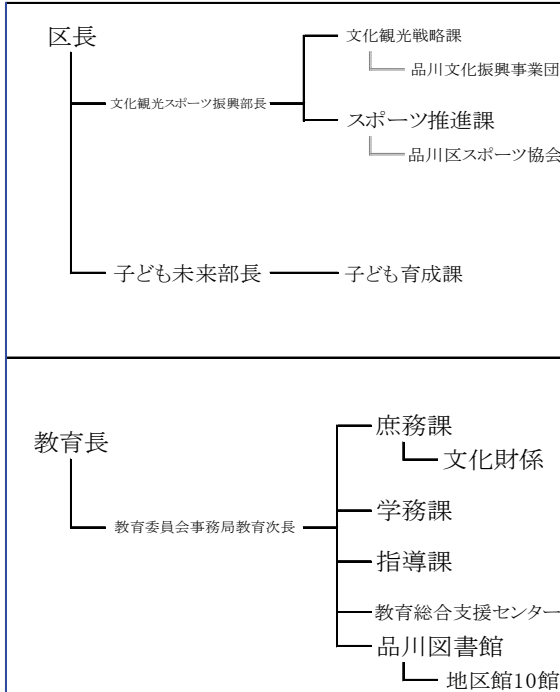 区長
文化観光戦略課
品川文化振興事業団
文化観光スポーツ振興部長
スポーツ推進課
品川区スポーツ協会
子ども未来部長
子ども育成課
教育長
庶務課
文化財係
学務課
教育委員会事務局教育次長
指導課
教育総合支援センター
品川図書館
地区館10館